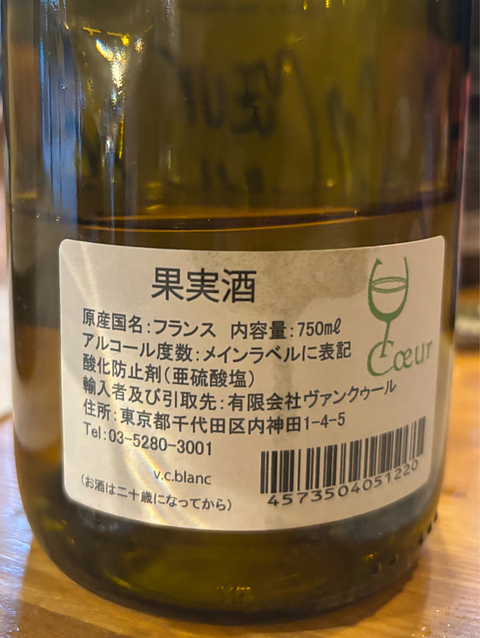 果実酒
原産国名:フランス 内容量:750mℓ
アルコール度数:メインラベルに表記
酸化防止剤(亜硫酸塩)
輸入者及び引取先:有限会社ヴァンクゥール
住所:東京都千代田区内神田1-4-5
Tel:03-5280-3001
v.c.blanc
(お酒は二十歳になってから)
Cœur
4573504051220